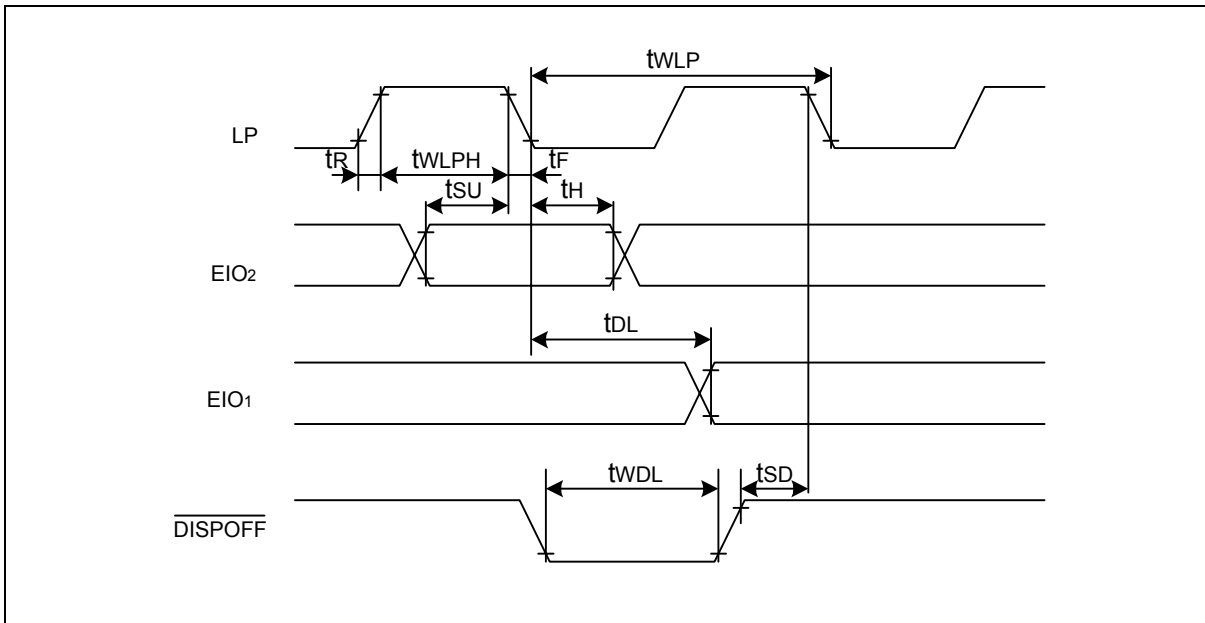 tWLP
LP
tR
tWLPH
tF
tSU
tH
EIO2
tDL
EIO1
tWDL
tSD
DISPOFF